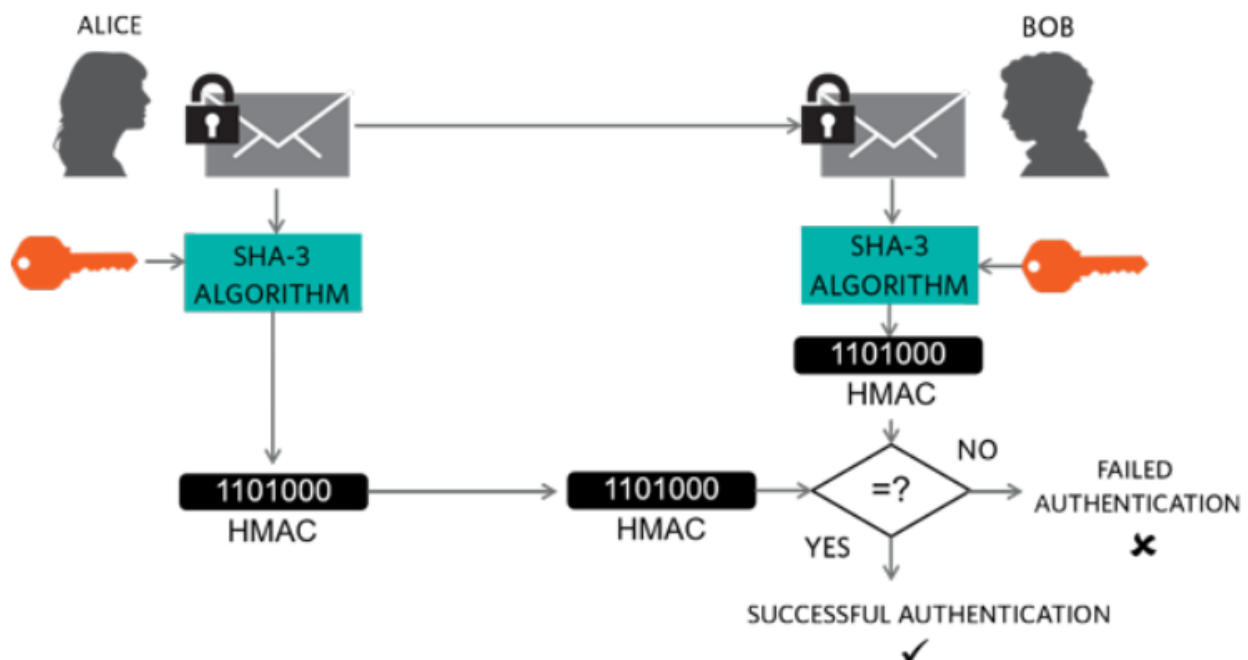 ALICE
BOB
SHA-3
ALGORITHM
SHA-3
ALGORITHM
1101000
HMAC
1101000
HMAC
1101000
HMAC
=?
NO
YES
FAILED
AUTHENTICATION
SUCCESSFUL AUTHENTICATION